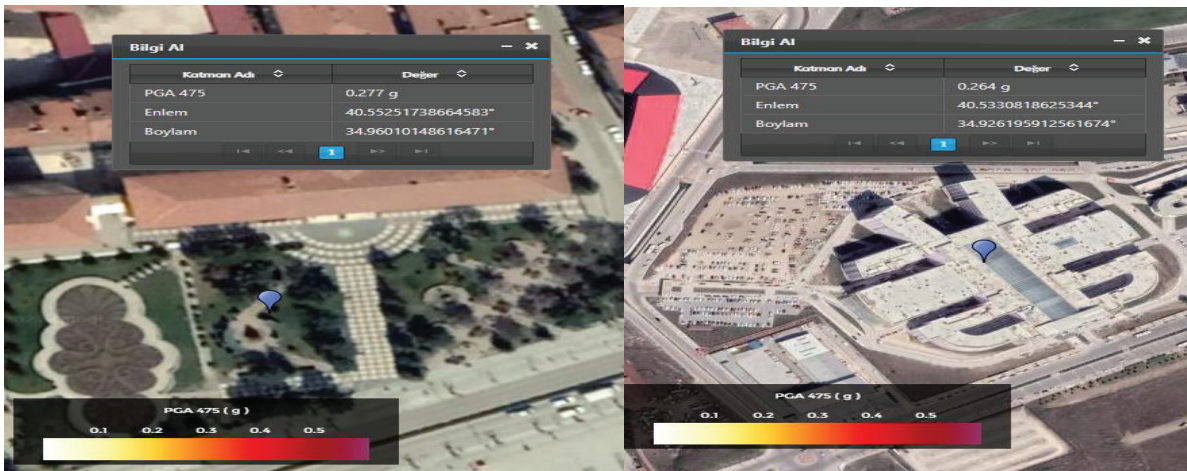 Bilgi Al
Katman Adı Değer
PGA 475 0.277 g
Enlem 40.55251738664583°
Boylam 34.96010148616471°
1
PGA 475 ( g )
0.1 0.2 0.3 0.4 0.5
Bilgi Al
Katman Adı Değer
PGA 475 0.264 g
Enlem 40.5330818625344°
Boylam 34.926195912561674°
1
PGA 475 ( g )
0.1 0.2 0.3 0.4 0.5